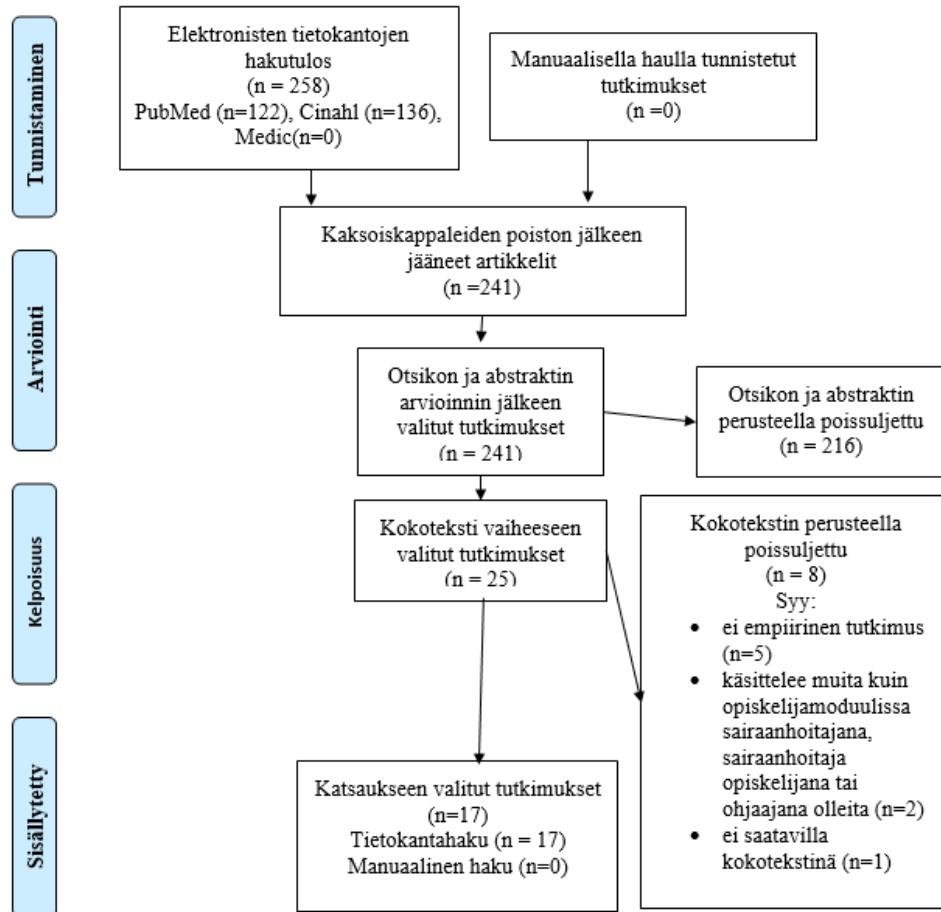 Tunnistaminen
Elektronisten tietokantojen
hakutulos
(n = 258)
PubMed (n=122), Cinahl (n=136),
Medic(n=0)
Manuaalisella haulla tunnistetut
tutkimukset
(n =0)
Arviointi
Kaksoiskappaleiden poiston jälkeen
jääneet artikkelit
(n =241)
Otsikon ja abstraktin
arvioinnin jälkeen
valitut tutkimukset
(n = 241)
Otsikon ja abstraktin
perusteella poissuljettu
(n = 216)
Kelpoisuus
Kokoteksti vaiheeseen
valitut tutkimukset
(n = 25)
Kokotekstin perusteella
poissuljettu
(n = 8)
Syy:
• ei empiirinen tutkimus
(n=5)
• käsittelee muita kuin
opiskelijamoduulissa
sairaanhoitajana,
sairaanhoitaja
opiskelijana tai
ohjaajana olleita (n=2)
• ei saatavilla
kokotekstinä (n=1)
Sisällytetty
Katsaukseen valitut tutkimukset
(n=17)
Tietokantahaku (n = 17)
Manuaalinen haku (n=0)